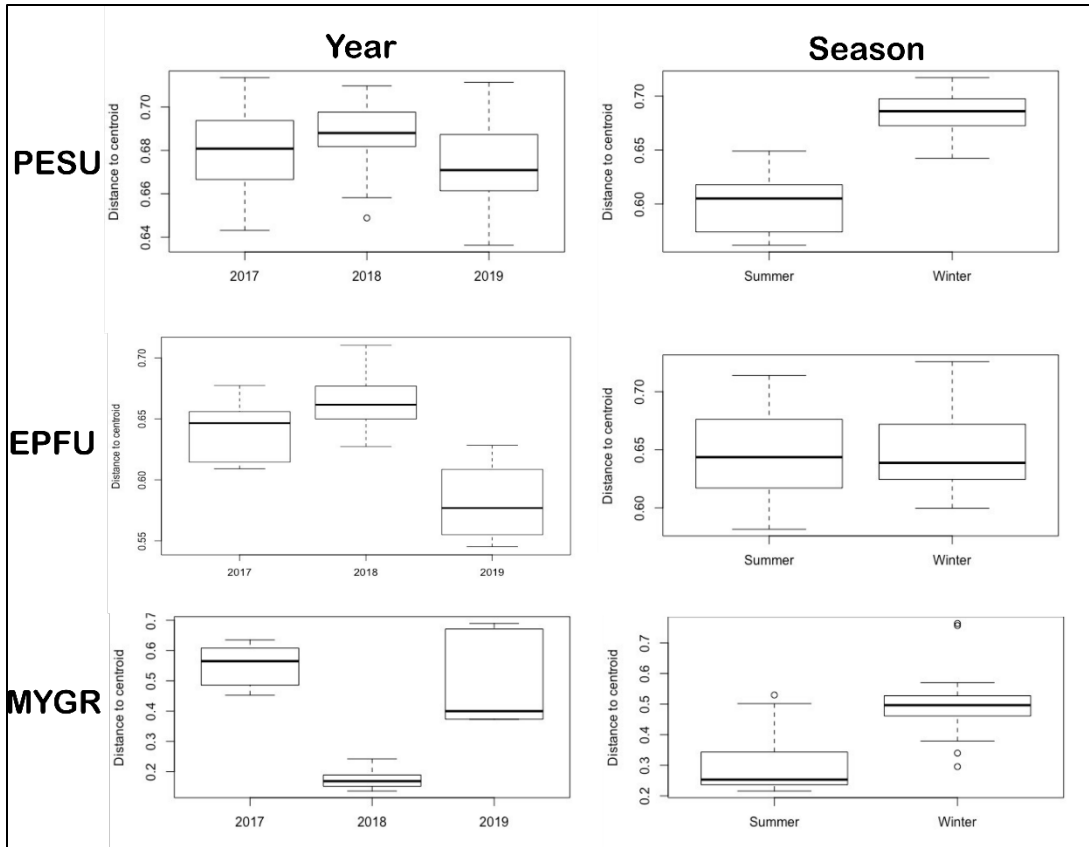 Year
Season
PESU
Distance to centroid
0.64 0.66 0.68 0.70
2017 2018 2019
Distance to centroid
0.60 0.65 0.70
Summer Winter
EPFU
Distance to centroid
0.55 0.60 0.65 0.70
2017 2018 2019
Distance to centroid
0.60 0.65 0.70
Summer Winter
MYGR
Distance to centroid
0.2 0.3 0.4 0.5 0.6 0.7
2017 2018 2019
Distance to centroid
0.2 0.3 0.4 0.5 0.6 0.7
Summer Winter